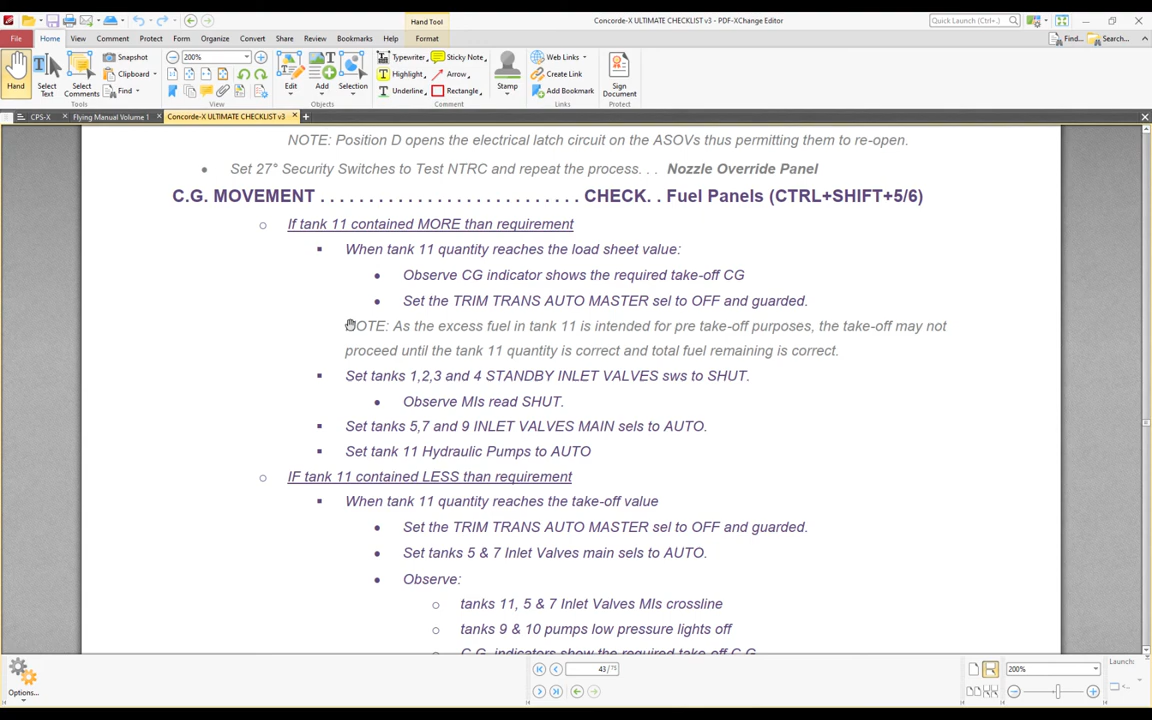 Hand Tool
Concorde-X ULTIMATE CHECKLIST v3 - PDF-XChange Editor
Quick Launch (Ctrl+.)
File Home View Comment Protect Form Organize Convert Share Review Bookmarks Help Format
Find... Search...
Hand
Select Text
Select Comments
Snapshot
Clipboard
Find
Tools
200%
View
Edit
Add
Selection
Objects
Typewriter
Highlight
Underline
Sticky Note
Arrow
Rectangle
Stamp
Comment
Web Links
Create Link
Add Bookmark
Links
Sign Document
Protect
CPS-X
Flying Manual Volume 1
Concorde-X ULTIMATE CHECKLIST v3
NOTE: Position D opens the electrical latch circuit on the ASOVs thus permitting them to re-open.
• Set 27° Security Switches to Test NTRC and repeat the process. . . Nozzle Override Panel
C.G. MOVEMENT . . . . . . . . . . . . . . . . . . . . . . . . . . . CHECK. . Fuel Panels (CTRL+SHIFT+5/6)
o If tank 11 contained MORE than requirement
▪ When tank 11 quantity reaches the load sheet value:
• Observe CG indicator shows the required take-off CG
• Set the TRIM TRANS AUTO MASTER sel to OFF and guarded.
NOTE: As the excess fuel in tank 11 is intended for pre take-off purposes, the take-off may not
proceed until the tank 11 quantity is correct and total fuel remaining is correct.
▪ Set tanks 1,2,3 and 4 STANDBY INLET VALVES sws to SHUT.
• Observe MIs read SHUT.
▪ Set tanks 5,7 and 9 INLET VALVES MAIN sels to AUTO.
▪ Set tank 11 Hydraulic Pumps to AUTO
o IF tank 11 contained LESS than requirement
▪ When tank 11 quantity reaches the take-off value
• Set the TRIM TRANS AUTO MASTER sel to OFF and guarded.
• Set tanks 5 & 7 Inlet Valves main sels to AUTO.
• Observe:
o tanks 11, 5 & 7 Inlet Valves MIs crossline
o tanks 9 & 10 pumps low pressure lights off
C.G. indicators show the required take-off C.G.
Options...
43 / 75
200%
Launch: